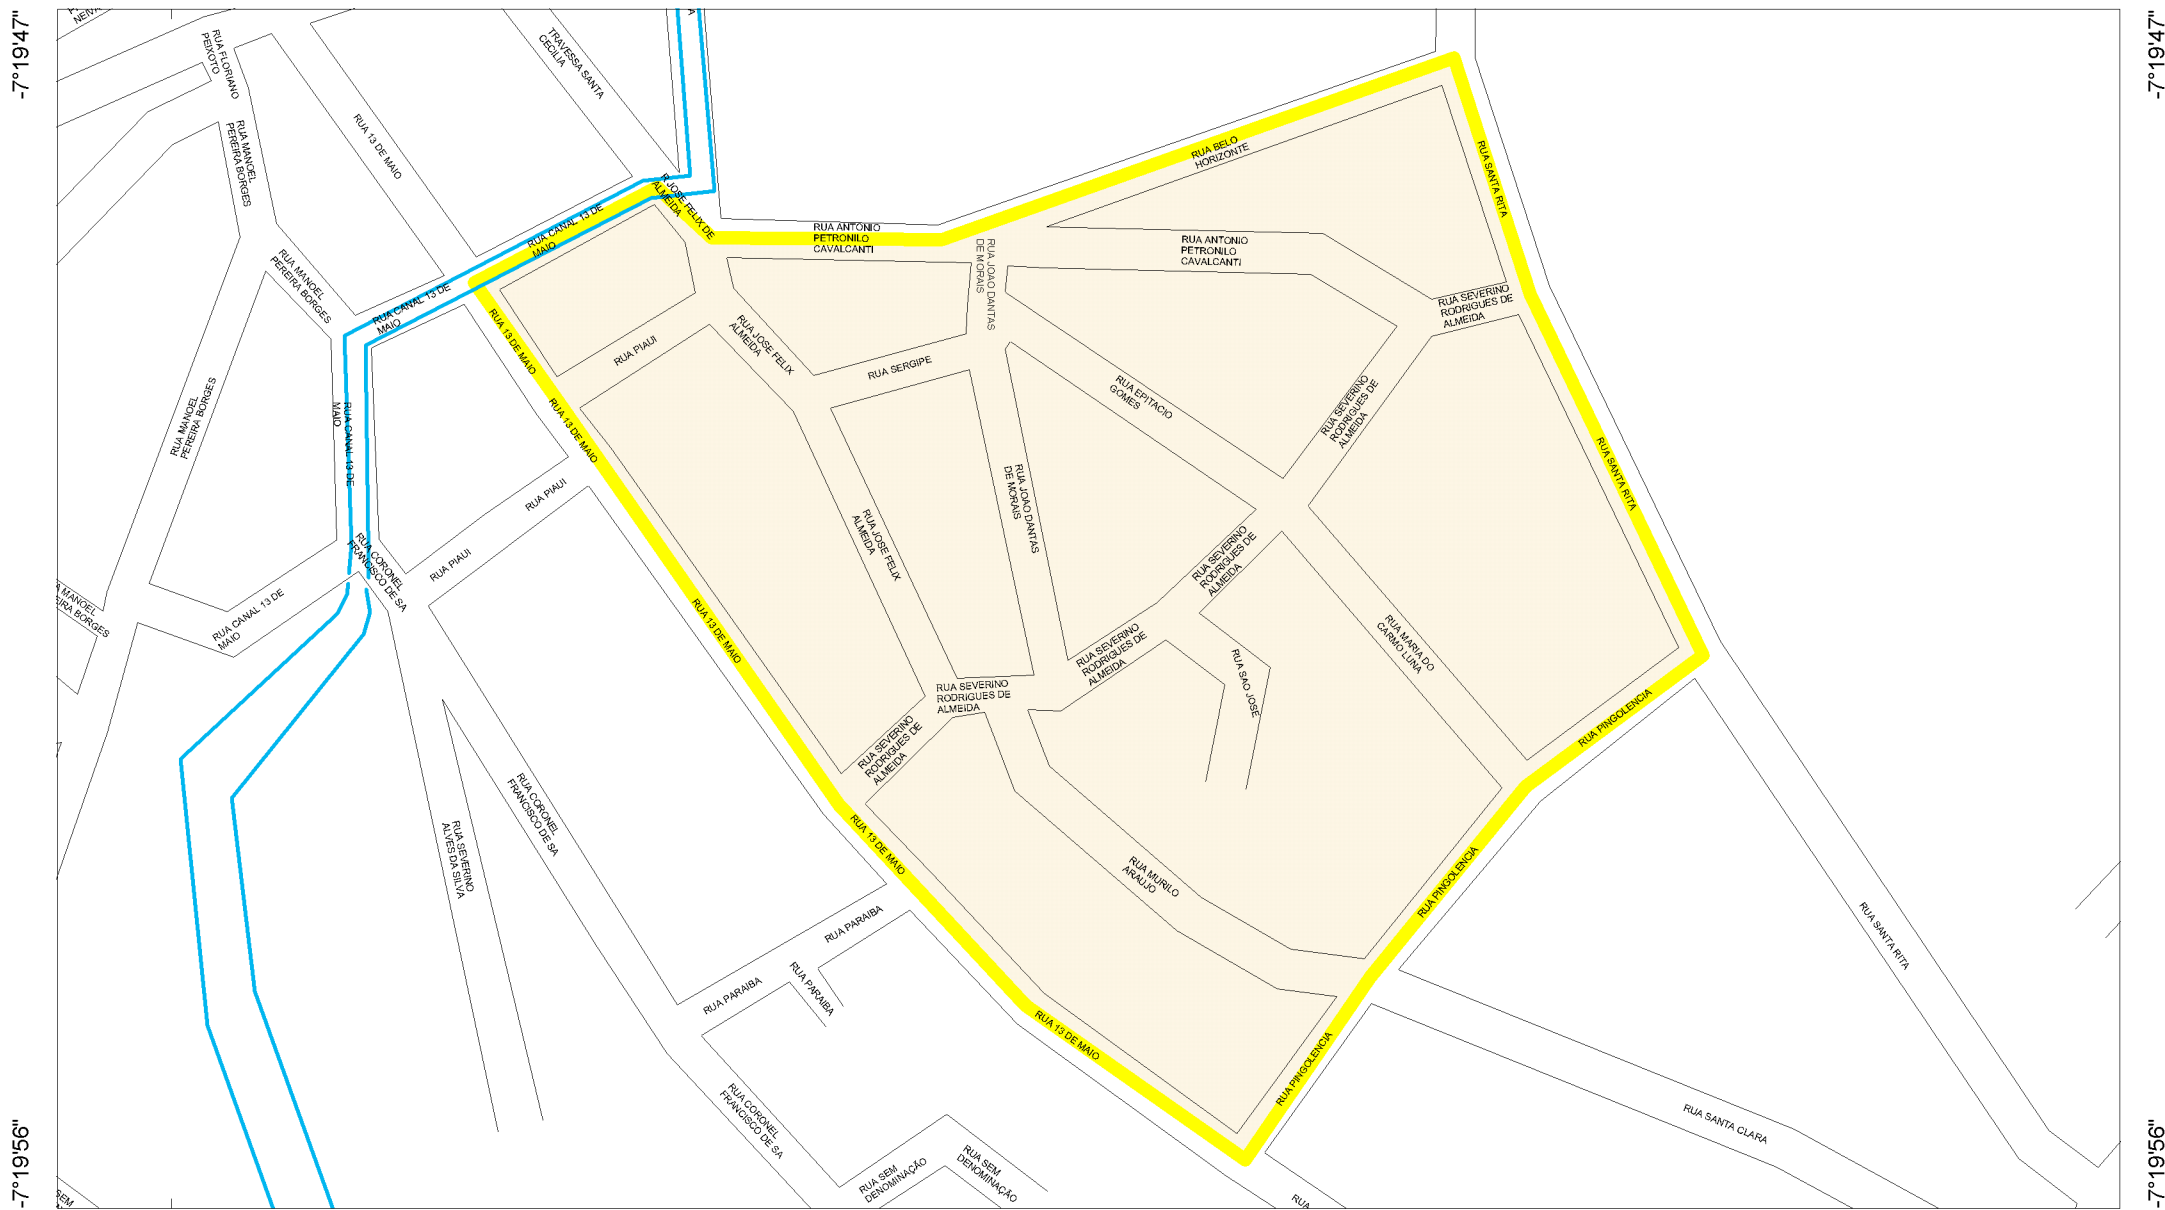 -7°19'47"
-7°19'47"
NEIVA
RUA FLORIANO
PEIXOTO
TRAVESSA SANTA
CECILIA
A
RUA 13 DE MAIO
RUA MANOEL
PEREIRA BORGES
RUA BELO
HORIZONTE
RUA SANTA RITA
R JOSE FELIX DE
ALMEIDA
RUA CANAL 13 DE
MAIO
RUA ANTONIO
PETRONILO
CAVALCANTI
RUA JOAO DANTAS
DE MORAIS
RUA ANTONIO
PETRONILO
CAVALCANTI
RUA MANOEL
PEREIRA BORGES
RUA CANAL 13 DE
MAIO
RUA SEVERINO
RODRIGUES DE
ALMEIDA
RUA 13 DE MAIO
RUA PIAUI
RUA JOSE FELIX
ALMEIDA
RUA SERGIPE
RUA EPITACIO
GOMES
RUA SEVERINO
RODRIGUES DE
ALMEIDA
RUA MANOEL
PEREIRA BORGES
RUA CANAL 13 DE
MAIO
RUA 13 DE MAIO
RUA SANTA RITA
RUA PIAUI
RUA JOSE FELIX
ALMEIDA
RUA JOAO DANTAS
DE MORAIS
RUA CORONEL
FRANCISCO DE SA
RUA PIAUI
RUA SEVERINO
RODRIGUES DE
ALMEIDA
A MANOEL
EIRA BORGES
RUA CANAL 13 DE
MAIO
RUA 13 DE MAIO
RUA SEVERINO
RODRIGUES DE
ALMEIDA
RUA SAO JOSE
RUA MARIA DO
CARMO LUNA
RUA SEVERINO
RODRIGUES DE
ALMEIDA
RUA SEVERINO
RODRIGUES DE
ALMEIDA
RUA PINGOLENCIA
RUA CORONEL
FRANCISCO DE SA
RUA SEVERINO
ALVES DA SILVA
RUA 13 DE MAIO
RUA MURILO
ARAUJO
RUA PINGOLENCIA
RUA PARAIBA
RUA PARAIBA
RUA PARAIBA
RUA SANTA RITA
RUA 13 DE MAIO
RUA PINGOLENCIA
RUA CORONEL
FRANCISCO DE SA
RUA SANTA CLARA
RUA SEM
DENOMINAÇÃO
RUA SEM
DENOMINAÇÃO
SEM
RUA
-7°19'56"
-7°19'56"